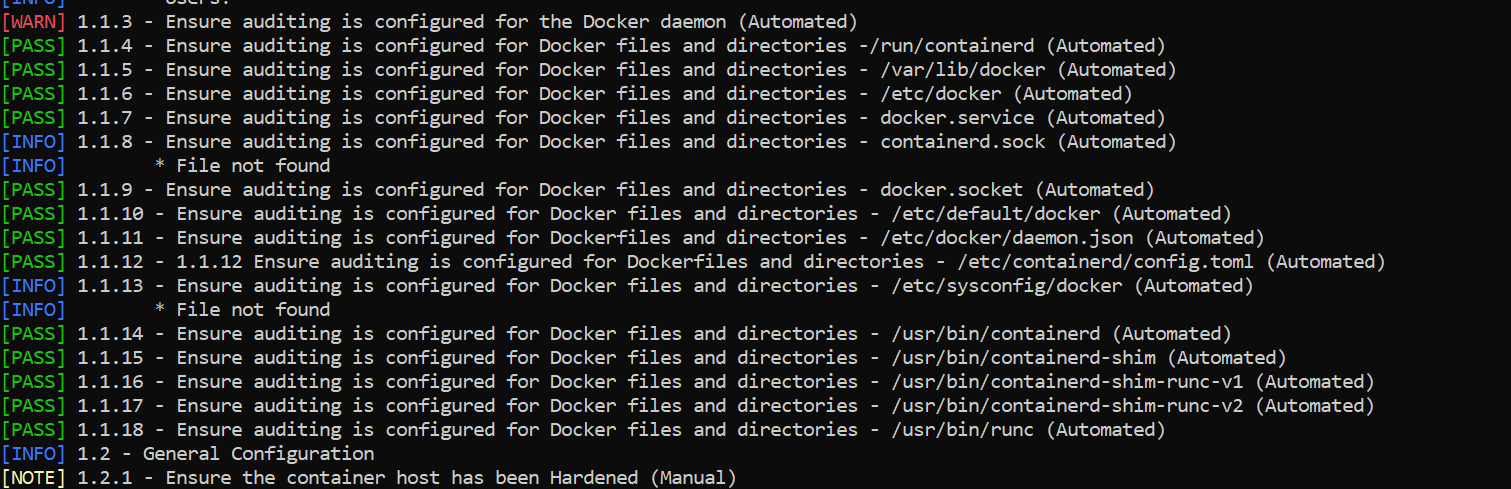 [INFO] Users:
[WARN] 1.1.3 - Ensure auditing is configured for the Docker daemon (Automated)
[PASS] 1.1.4 - Ensure auditing is configured for Docker files and directories -/run/containerd (Automated)
[PASS] 1.1.5 - Ensure auditing is configured for Docker files and directories - /var/lib/docker (Automated)
[PASS] 1.1.6 - Ensure auditing is configured for Docker files and directories - /etc/docker (Automated)
[PASS] 1.1.7 - Ensure auditing is configured for Docker files and directories - docker.service (Automated)
[INFO] 1.1.8 - Ensure auditing is configured for Docker files and directories - containerd.sock (Automated)
[INFO] * File not found
[PASS] 1.1.9 - Ensure auditing is configured for Docker files and directories - docker.socket (Automated)
[PASS] 1.1.10 - Ensure auditing is configured for Docker files and directories - /etc/default/docker (Automated)
[PASS] 1.1.11 - Ensure auditing is configured for Dockerfiles and directories - /etc/docker/daemon.json (Automated)
[PASS] 1.1.12 - 1.1.12 Ensure auditing is configured for Dockerfiles and directories - /etc/containerd/config.toml (Automated)
[INFO] 1.1.13 - Ensure auditing is configured for Docker files and directories - /etc/sysconfig/docker (Automated)
[INFO] * File not found
[PASS] 1.1.14 - Ensure auditing is configured for Docker files and directories - /usr/bin/containerd (Automated)
[PASS] 1.1.15 - Ensure auditing is configured for Docker files and directories - /usr/bin/containerd-shim (Automated)
[PASS] 1.1.16 - Ensure auditing is configured for Docker files and directories - /usr/bin/containerd-shim-runc-v1 (Automated)
[PASS] 1.1.17 - Ensure auditing is configured for Docker files and directories - /usr/bin/containerd-shim-runc-v2 (Automated)
[PASS] 1.1.18 - Ensure auditing is configured for Docker files and directories - /usr/bin/runc (Automated)
[INFO] 1.2 - General Configuration
[NOTE] 1.2.1 - Ensure the container host has been Hardened (Manual)